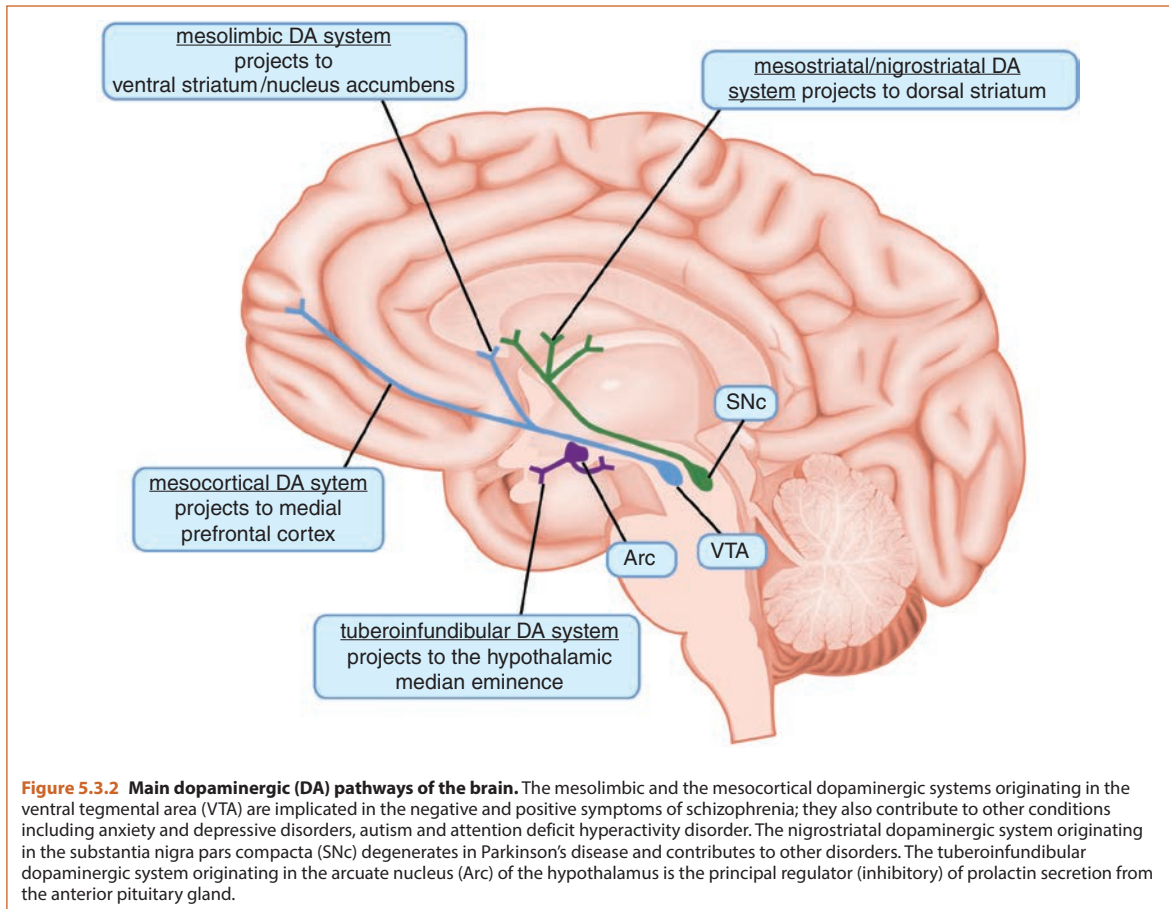 mesolimbic DA system
projects to
ventral striatum/nucleus accumbens
mesostriatal/nigrostriatal DA
system projects to dorsal striatum
SNc
mesocortical DA sytem
projects to medial
prefrontal cortex
Arc
VTA
tuberoinfundibular DA system
projects to the hypothalamic
median eminence
Figure 5.3.2 Main dopaminergic (DA) pathways of the brain. The mesolimbic and the mesocortical dopaminergic systems originating in the
ventral tegmental area (VTA) are implicated in the negative and positive symptoms of schizophrenia; they also contribute to other conditions
including anxiety and depressive disorders, autism and attention deficit hyperactivity disorder. The nigrostriatal dopaminergic system originating
in the substantia nigra pars compacta (SNc) degenerates in Parkinson's disease and contributes to other disorders. The tuberoinfundibular
dopaminergic system originating in the arcuate nucleus (Arc) of the hypothalamus is the principal regulator (inhibitory) of prolactin secretion from
the anterior pituitary gland.